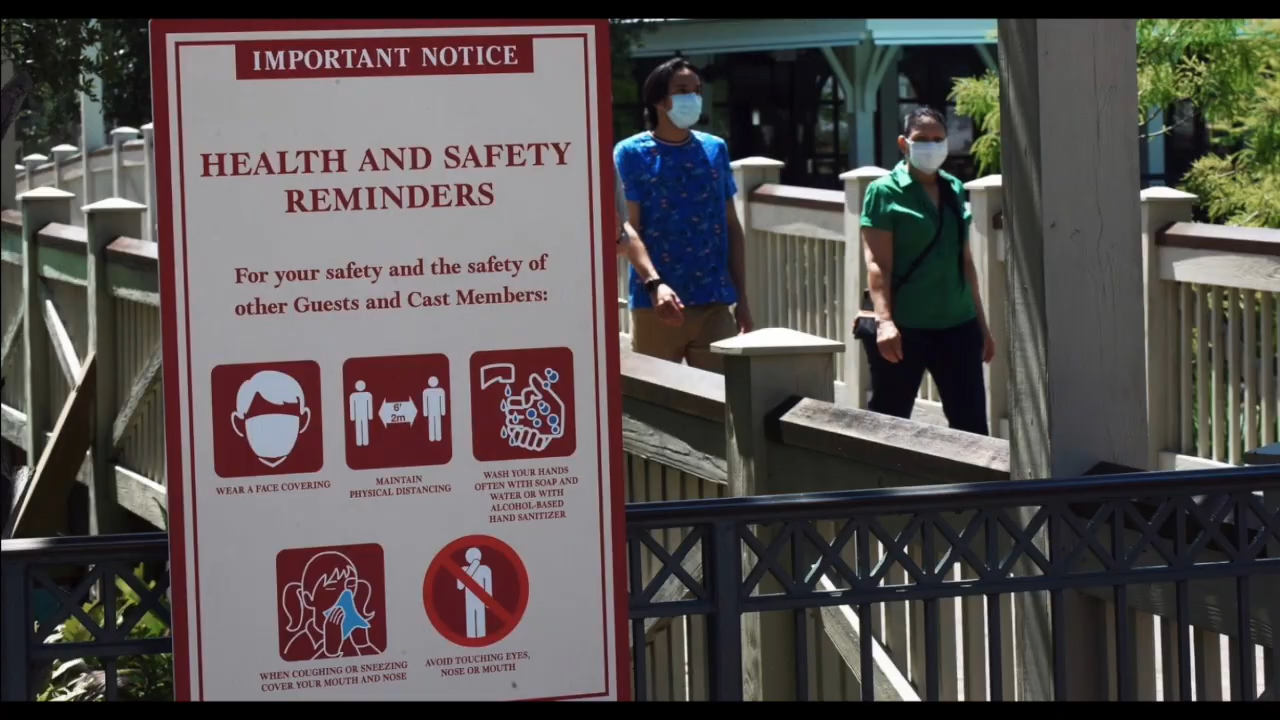 IMPORTANT NOTICE
HEALTH AND SAFETY
REMINDERS
For your safety and the safety of
other Guests and Cast Members:
6'
2m
WEAR A FACE COVERING
MAINTAIN
PHYSICAL DISTANCING
WASH YOUR HANDS
OFTEN WITH SOAP AND
WATER OR WITH
ALCOHOL-BASED
HAND SANITIZER
WHEN COUGHING OR SNEEZING
COVER YOUR MOUTH AND NOSE
AVOID TOUCHING EYES,
NOSE OR MOUTH